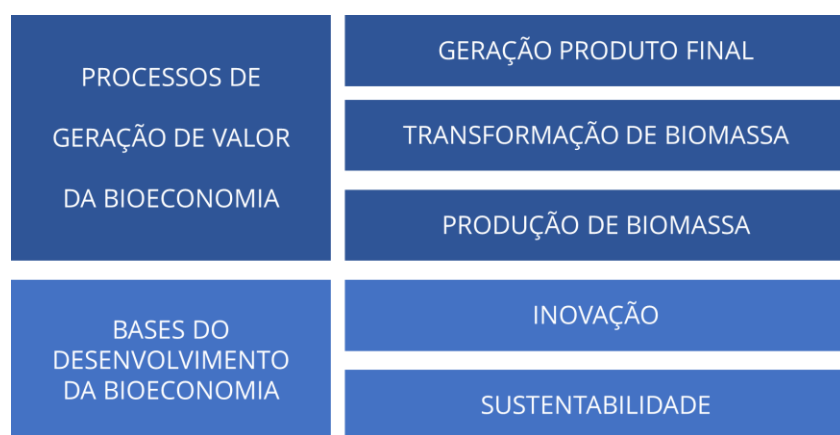 PROCESSOS DE
GERAÇÃO DE VALOR
DA BIOECONOMIA
GERAÇÃO PRODUTO FINAL
TRANSFORMAÇÃO DE BIOMASSA
PRODUÇÃO DE BIOMASSA
BASES DO
DESENVOLVIMENTO
DA BIOECONOMIA
INOVAÇÃO
SUSTENTABILIDADE